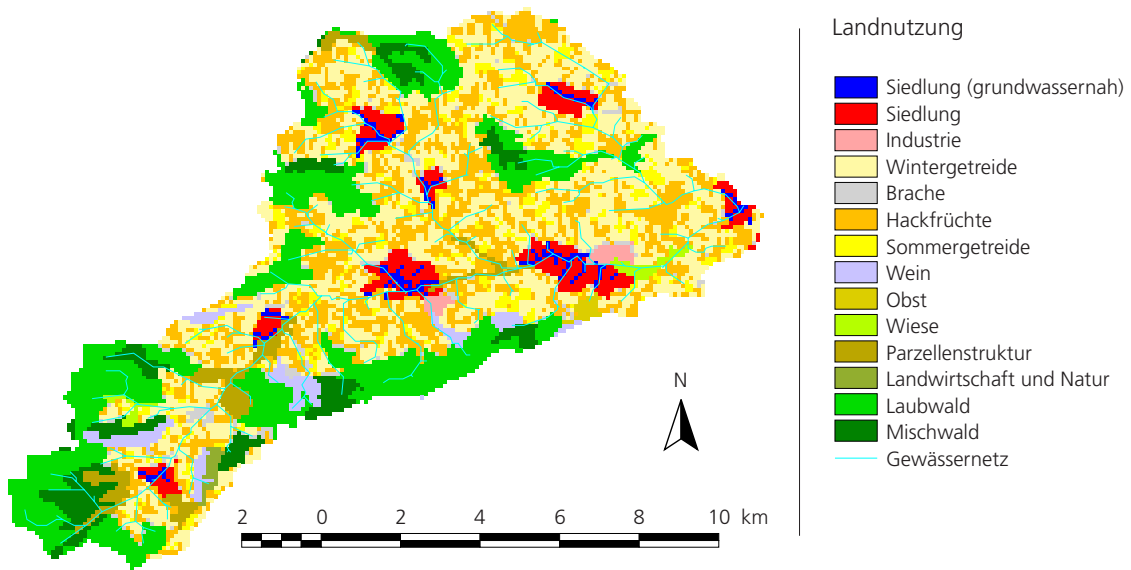 Landnutzung
Siedlung (grundwassernah)
Siedlung
Industrie
Wintergetreide
Brache
Hackfrüchte
Sommergetreide
Wein
Obst
Wiese
Parzellenstruktur
Landwirtschaft und Natur
Laubwald
Mischwald
Gewässernetz
N
2 0 2 4 6 8 10 km